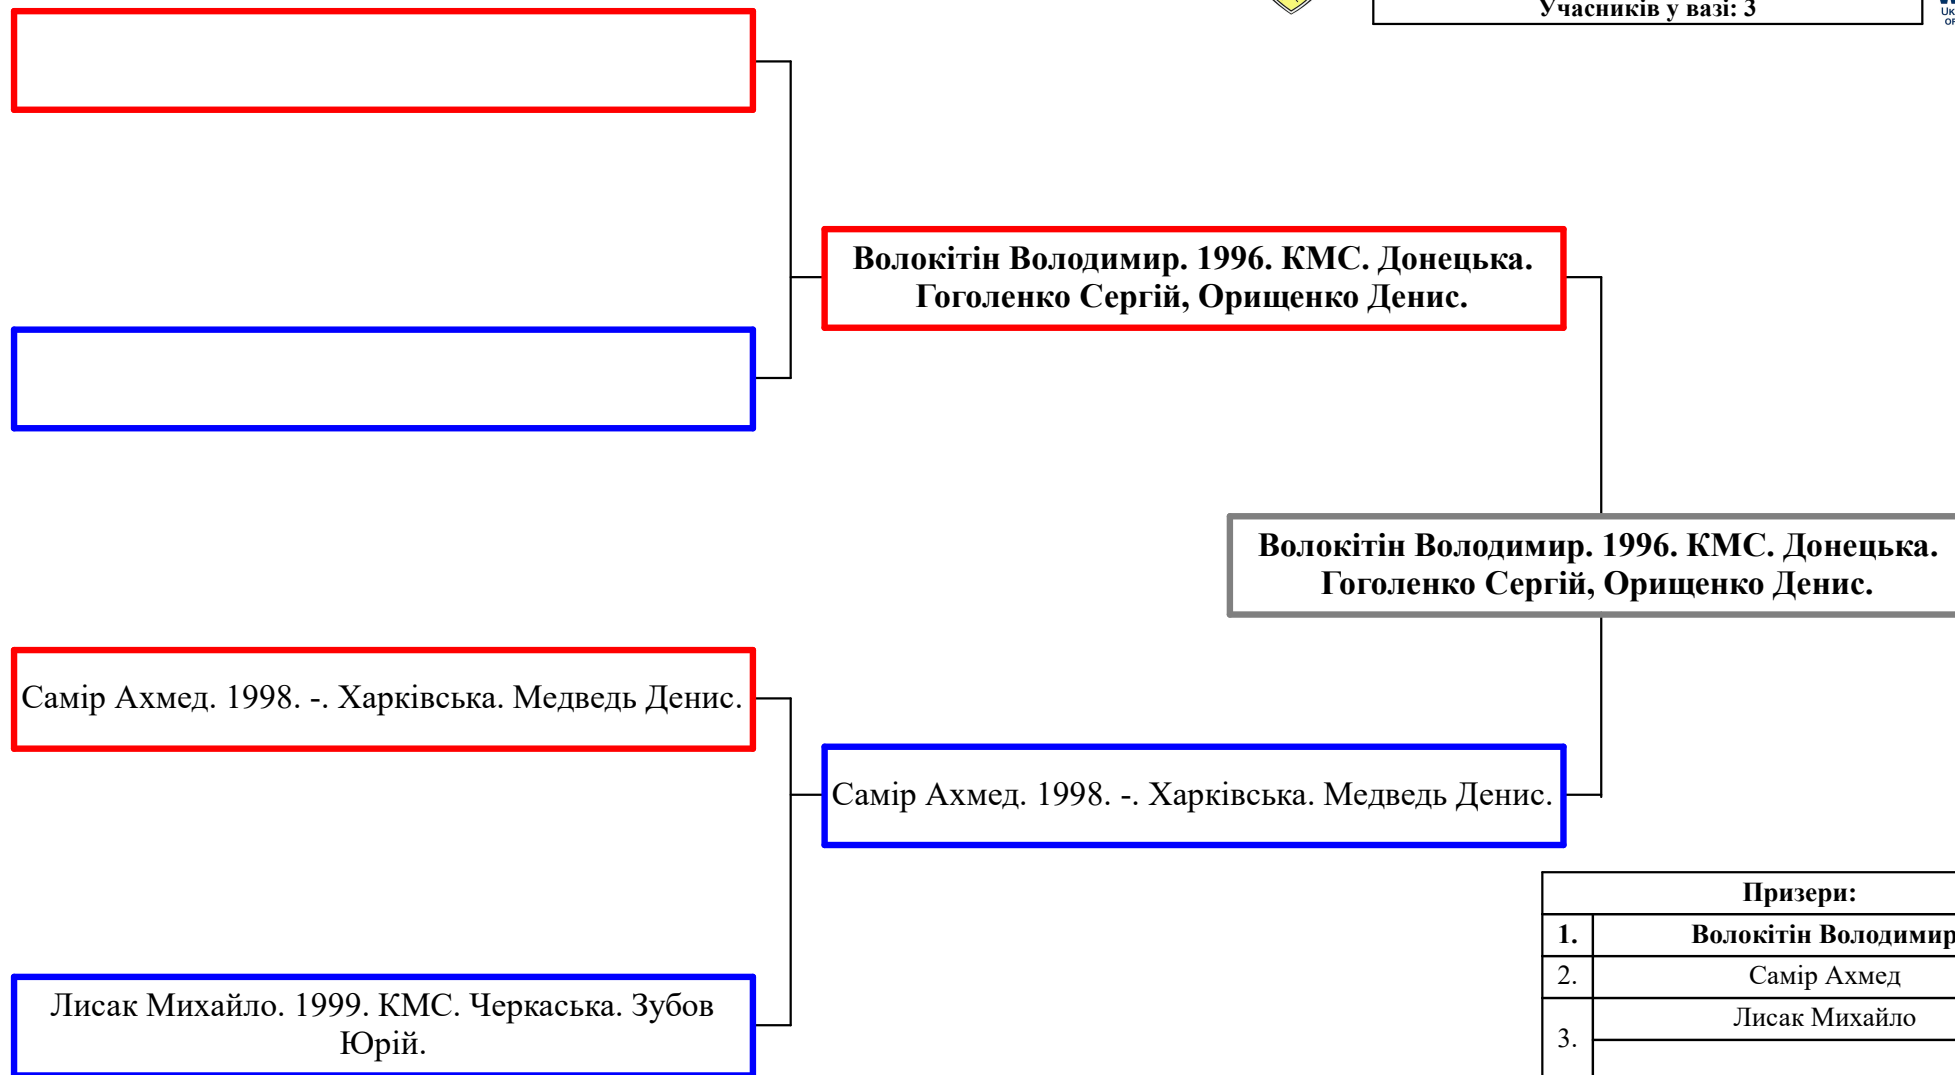 Учасників у вазі: 3
Волокітін Володимир. 1996. КМС. Донецька.
Гоголенко Сергій, Орищенко Денис.
Волокітін Володимир. 1996. КМС. Донецька.
Гоголенко Сергій, Орищенко Денис.
Самір Ахмед. 1998. -. Харківська. Медведь Денис.
Самір Ахмед. 1998. -. Харківська. Медведь Денис.
Лисак Михайло. 1999. КМС. Черкаська. Зубов
Юрій.
Призери:
1. Волокітін Володимир
2. Самір Ахмед
3. Лисак Михайло